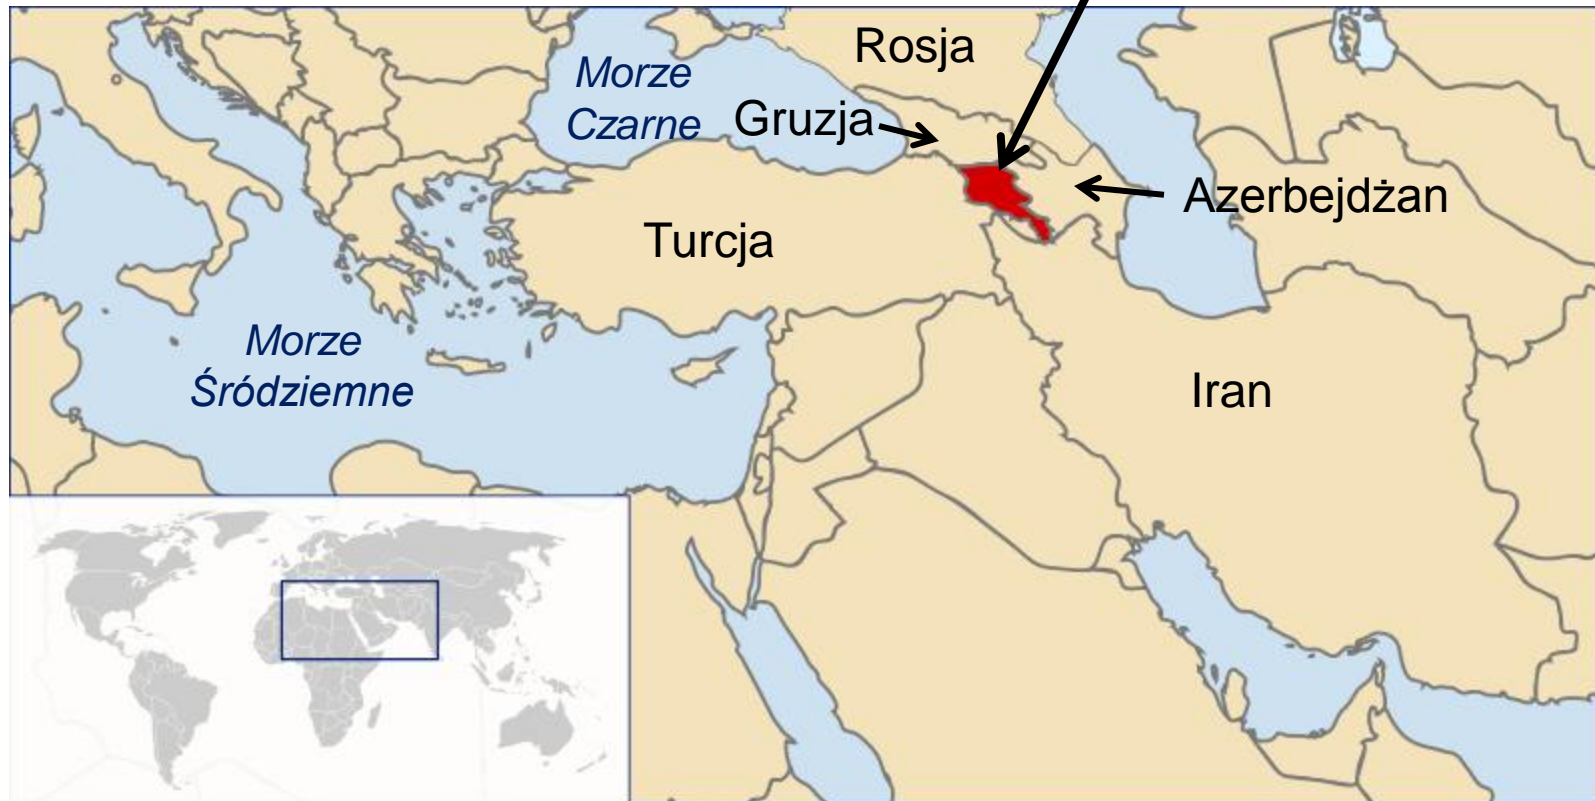 Rosja
Morze
Czarne
Gruzja
Azerbejdżan
Turcja
Morze
Śródziemne
Iran